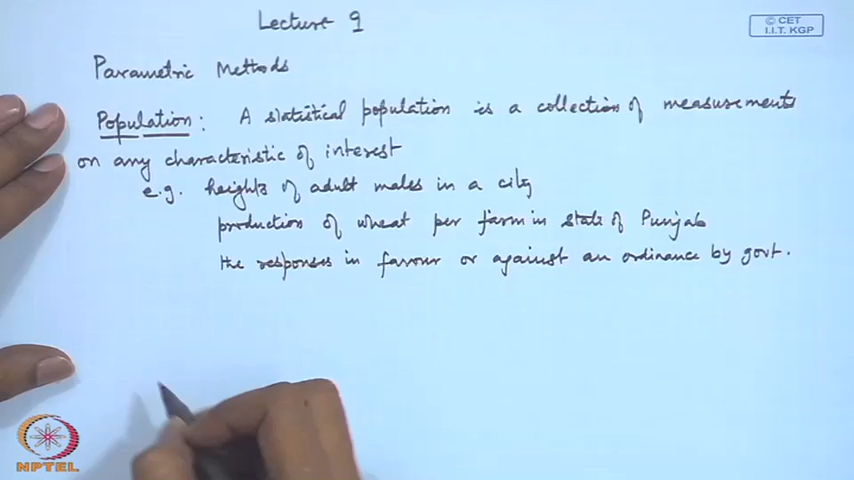 Lecture 9
© CET
I.I.T. KGP
Parametric Methods
Population: A statistical population is a collection of measurements
on any characteristic of interest
e.g. heights of adult males in a city
production of wheat per farm in state of Punjab
the responses in favour or against an ordinance by govt.
NPTEL